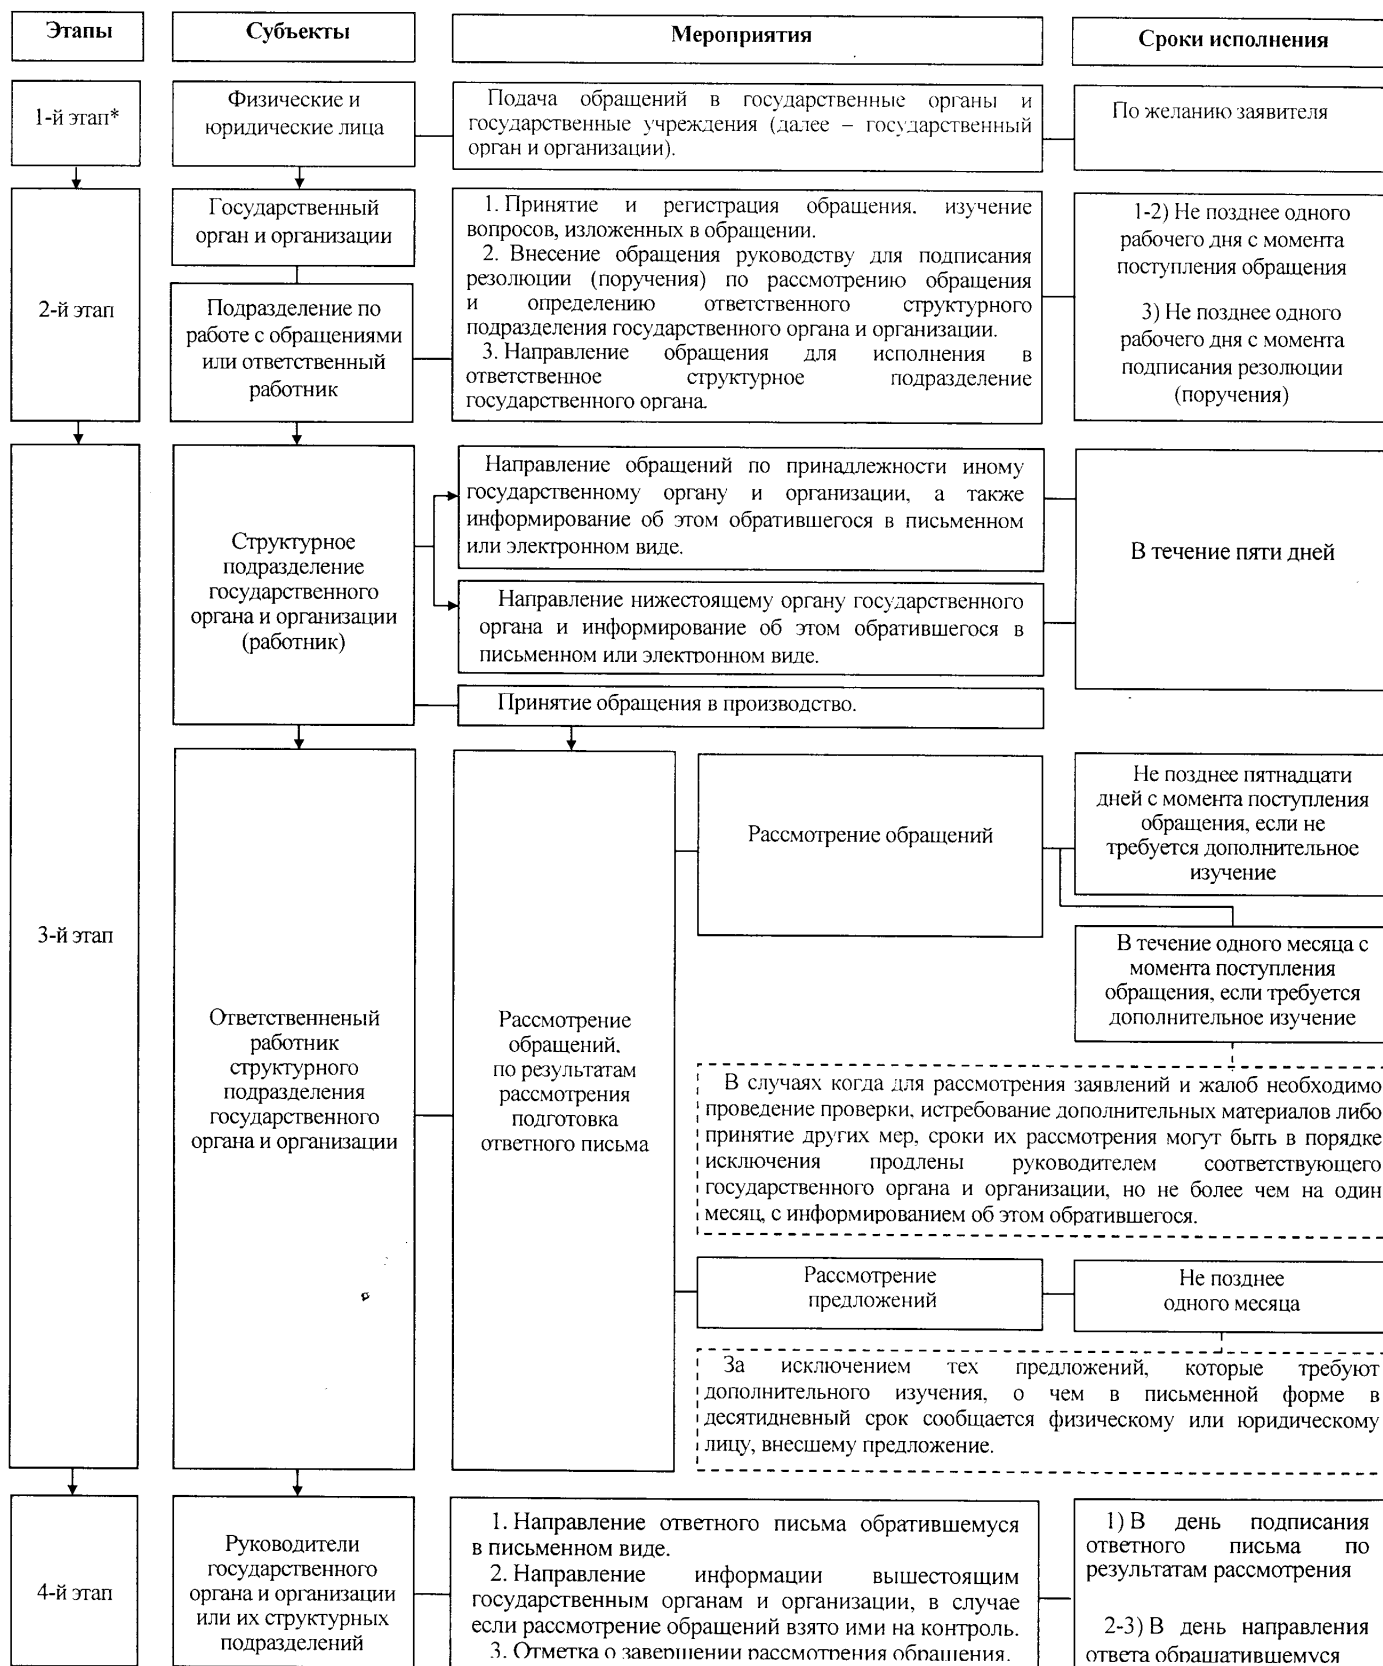 Этапы
Субъекты
Мероприятия
Сроки исполнения
1-й этап*
Физические и
юридические лица
Подача обращений в государственные органы и
государственные учреждения (далее – государственный
орган и организации).
По желанию заявителя
2-й этап
Государственный
орган и организации
Подразделение по
работе с обращениями
или ответственный
работник
1. Принятие и регистрация обращения. изучение
вопросов, изложенных в обращении.
2. Внесение обращения руководству для подписания
резолюции (поручения) по рассмотрению обращения
и определению ответственного структурного
подразделения государственного органа и организации.
3. Направление обращения для исполнения в
ответственное структурное подразделение
государственного органа.
1-2) Не позднее одного
рабочего дня с момента
поступления обращения
3) Не позднее одного
рабочего дня с момента
подписания резолюции
(поручения)
3-й этап
Структурное
подразделение
государственного
органа и организации
(работник)
Направление обращений по принадлежности иному
государственному органу и организации, а также
информирование об этом обратившегося в письменном
или электронном виде.
Направление нижестоящему органу государственного
органа и информирование об этом обратившегося в
письменном или электронном виде.
В течение пяти дней
Принятие обращения в производство.
Ответственненый
работник
структурного
подразделения
государственного
органа и организации
Рассмотрение
обращений,
по результатам
рассмотрения
подготовка
ответного письма
Рассмотрение обращений
Не позднее пятнадцати
дней с момента поступления
обращения, если не
требуется дополнительное
изучение
В течение одного месяца с
момента поступления
обращения, если требуется
дополнительное изучение
В случаях когда для рассмотрения заявлений и жалоб необходимо
проведение проверки, истребование дополнительных материалов либо
принятие других мер, сроки их рассмотрения могут быть в порядке
исключения продлены руководителем соответствующего
государственного органа и организации, но не более чем на один
месяц, с информированием об этом обратившегося.
Рассмотрение
предложений
Не позднее
одного месяца
За исключением тех предложений, которые требуют
дополнительного изучения, о чем в письменной форме в
десятидневный срок сообщается физическому или юридическому
лицу, внесшему предложение.
4-й этап
Руководители
государственного
органа и организации
или их структурных
подразделений
1. Направление ответного письма обратившемуся
в письменном виде.
2. Направление информации вышестоящим
государственным органам и организации, в случае
если рассмотрение обращений взято ими на контроль.
3. Отметка о завершении рассмотрения обращения.
1) В день подписания
ответного письма по
результатам рассмотрения
2-3) В день направления
ответа обращатившемуся